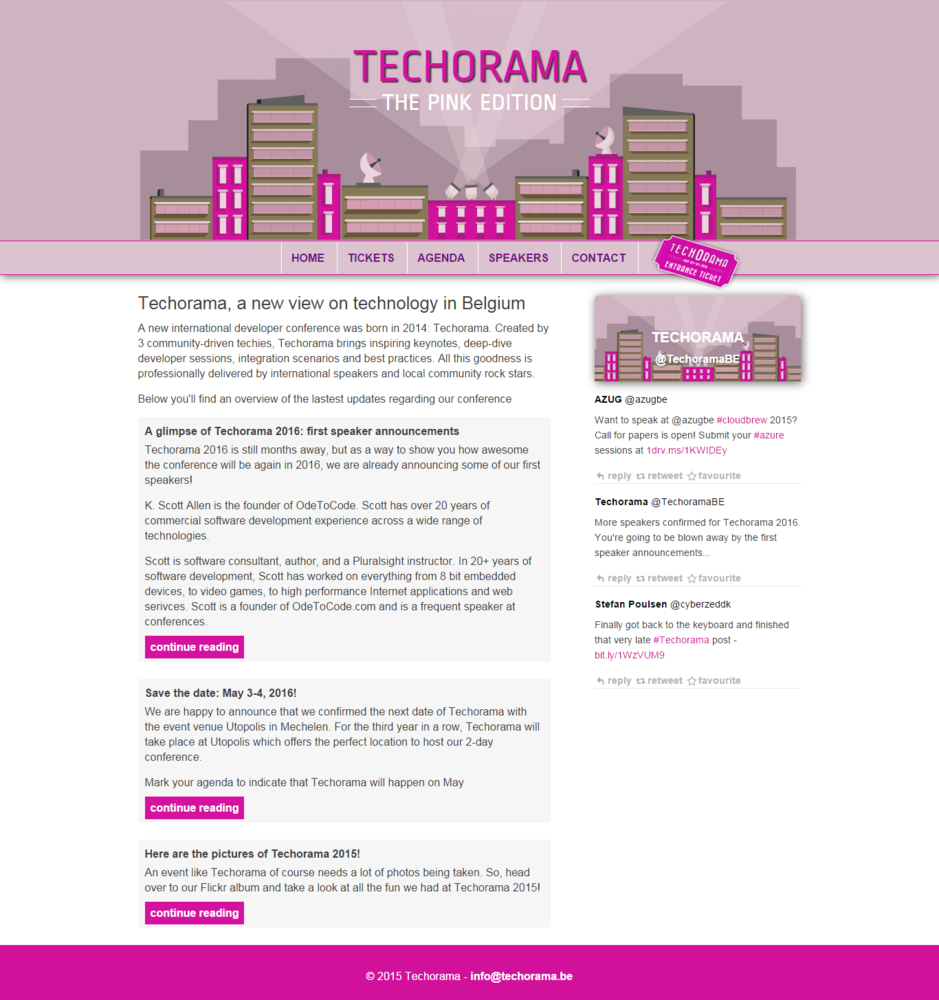 TECHORAMA
THE PINK EDITION
HOME
TICKETS
AGENDA
SPEAKERS
CONTACT
TECHORAMA
ENTRANCE TICKET
Techorama, a new view on technology in Belgium
A new international developer conference was born in 2014: Techorama. Created by
3 community-driven techies, Techorama brings inspiring keynotes, deep-dive
developer sessions, integration scenarios and best practices. All this goodness is
professionally delivered by international speakers and local community rock stars.
Below you'll find an overview of the lastest updates regarding our conference
A glimpse of Techorama 2016: first speaker announcements
Techorama 2016 is still months away, but as a way to show you how awesome
the conference will be again in 2016, we are already announcing some of our first
speakers!
K. Scott Allen is the founder of OdeToCode. Scott has over 20 years of
commercial software development experience across a wide range of
technologies.
Scott is software consultant, author, and a Pluralsight instructor. In 20+ years of
software development, Scott has worked on everything from 8 bit embedded
devices, to video games, to high performance Internet applications and web
serivces. Scott is a founder of OdeToCode.com and is a frequent speaker at
conferences.
continue reading
Save the date: May 3-4, 2016!
We are happy to announce that we confirmed the next date of Techorama with
the event venue Utopolis in Mechelen. For the third year in a row, Techorama will
take place at Utopolis which offers the perfect location to host our 2-day
conference.
Mark your agenda to indicate that Techorama will happen on May
continue reading
Here are the pictures of Techorama 2015!
An event like Techorama of course needs a lot of photos being taken. So, head
over to our Flickr album and take a look at all the fun we had at Techorama 2015!
continue reading
TECHORAMA
@TechoramaBE
AZUG @azugbe
Want to speak at @azugbe #cloudbrew 2015?
Call for papers is open! Submit your #azure
sessions at 1drv.ms/1KWIDEy
reply retweet favourite
Techorama @TechoramaBE
More speakers confirmed for Techorama 2016.
You're going to be blown away by the first
speaker announcements...
reply retweet favourite
Stefan Poulsen @cyberzeddk
Finally got back to the keyboard and finished
that very late #Techorama post -
bit.ly/1WzVUM9
reply retweet favourite
© 2015 Techorama - info@techorama.be